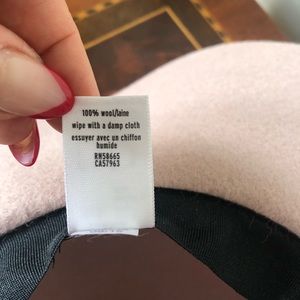 100% wool/laine
wipe with a damp cloth
essuyer avec un chiffon
humide
RN58665
CA57963